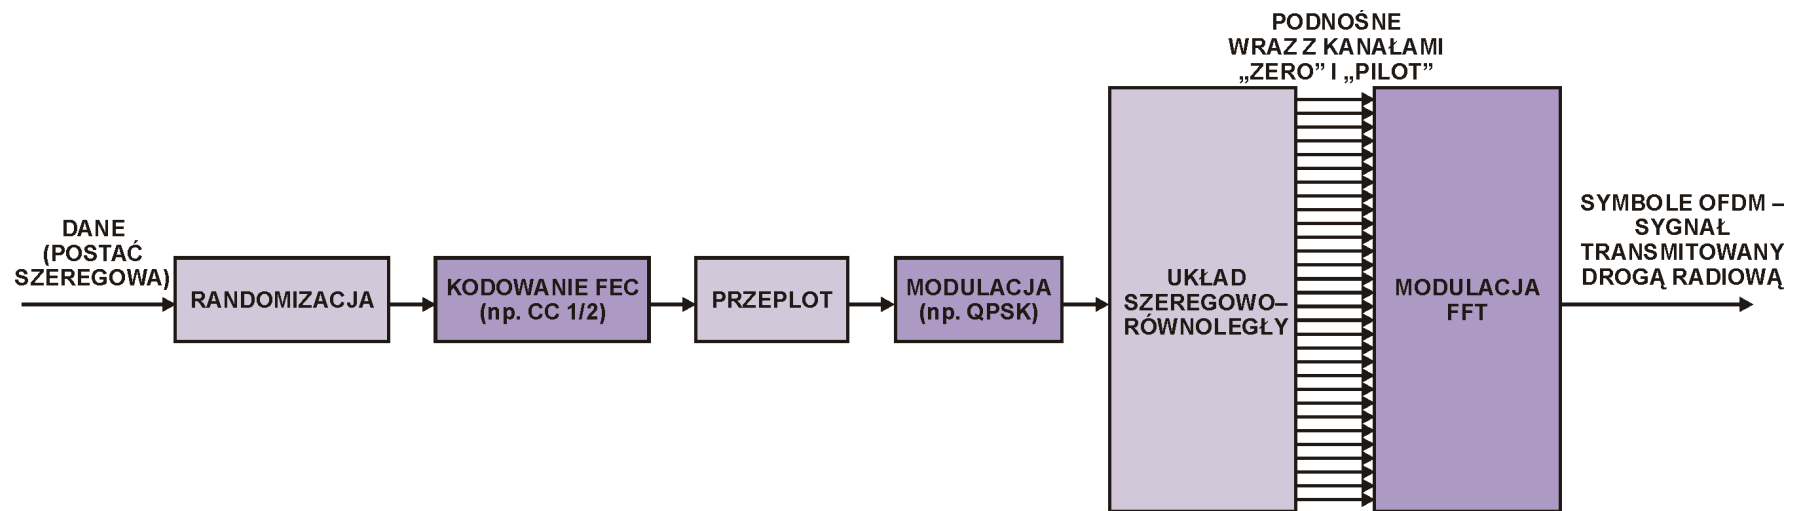 DANE
(POSTAĆ
SZEREGOWA)
RANDOMIZACJA
KODOWANIE FEC
(np. CC 1/2)
PRZEPLOT
MODULACJA
(np. QPSK)
UKŁAD
SZEREGOWO–
RÓWNOLEGŁY
PODNOŚNE
WRAZ Z KANAŁAMI
„ZERO” I „PILOT”
MODULACJA
FFT
SYMBOLE OFDM –
SYGNAŁ
TRANSMITOWANY
DROGĄ RADIOWĄ